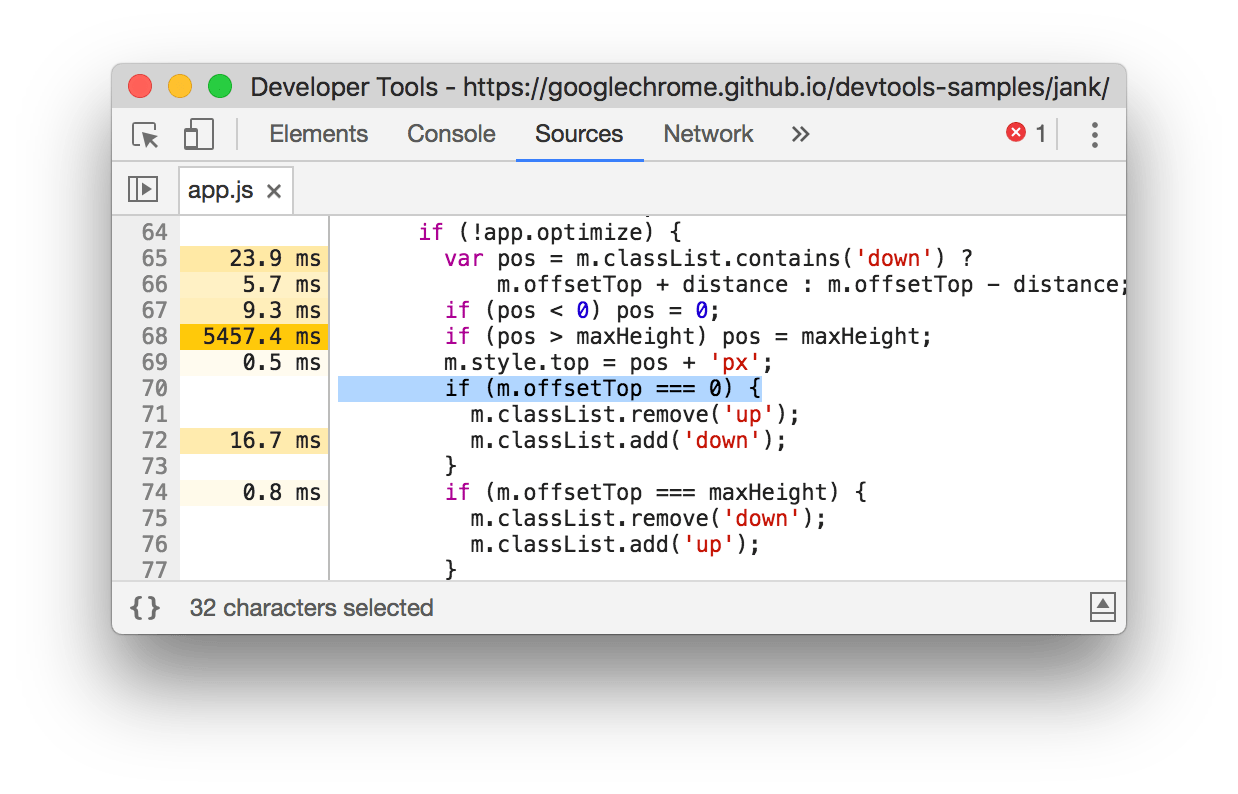 Developer Tools - https://googlechrome.github.io/devtools-samples/jank/
Elements Console Sources Network » 1
app.js ×
64 if (!app.optimize) {
65 23.9 ms var pos = m.classList.contains('down') ?
66 5.7 ms m.offsetTop + distance : m.offsetTop - distance;
67 9.3 ms if (pos < 0) pos = 0;
68 5457.4 ms if (pos > maxHeight) pos = maxHeight;
69 0.5 ms m.style.top = pos + 'px';
70 if (m.offsetTop === 0) {
71 m.classList.remove('up');
72 16.7 ms m.classList.add('down');
73 }
74 0.8 ms if (m.offsetTop === maxHeight) {
75 m.classList.remove('down');
76 m.classList.add('up');
77 }
{} 32 characters selected